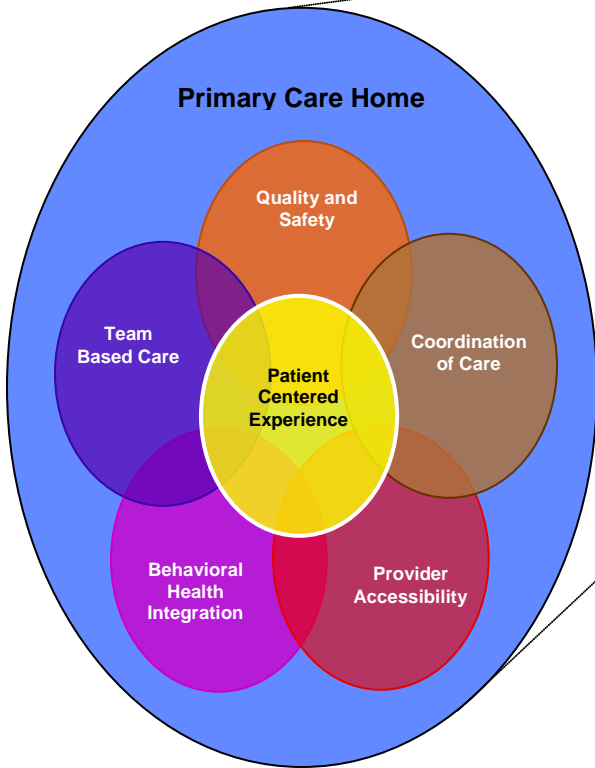 Primary Care Home
Quality and
Safety
Team
Based Care
Coordination
of Care
Patient
Centered
Experience
Behavioral
Health
Integration
Provider
Accessibility